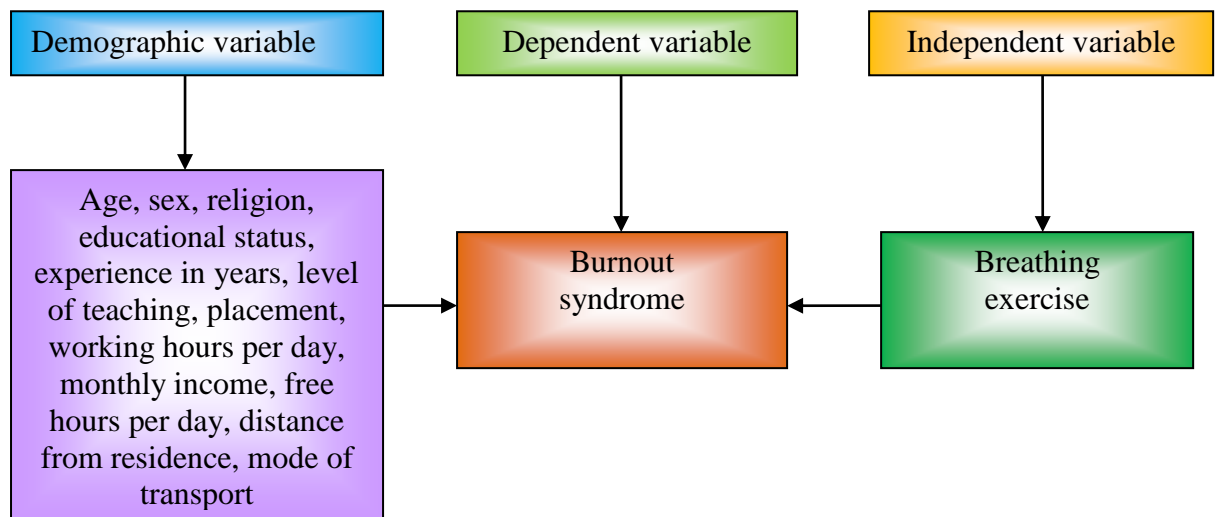 Demographic variable
Dependent variable
Independent variable
Age, sex, religion,
educational status,
experience in years, level
of teaching, placement,
working hours per day,
monthly income, free
hours per day, distance
from residence, mode of
transport
Burnout
syndrome
Breathing
exercise